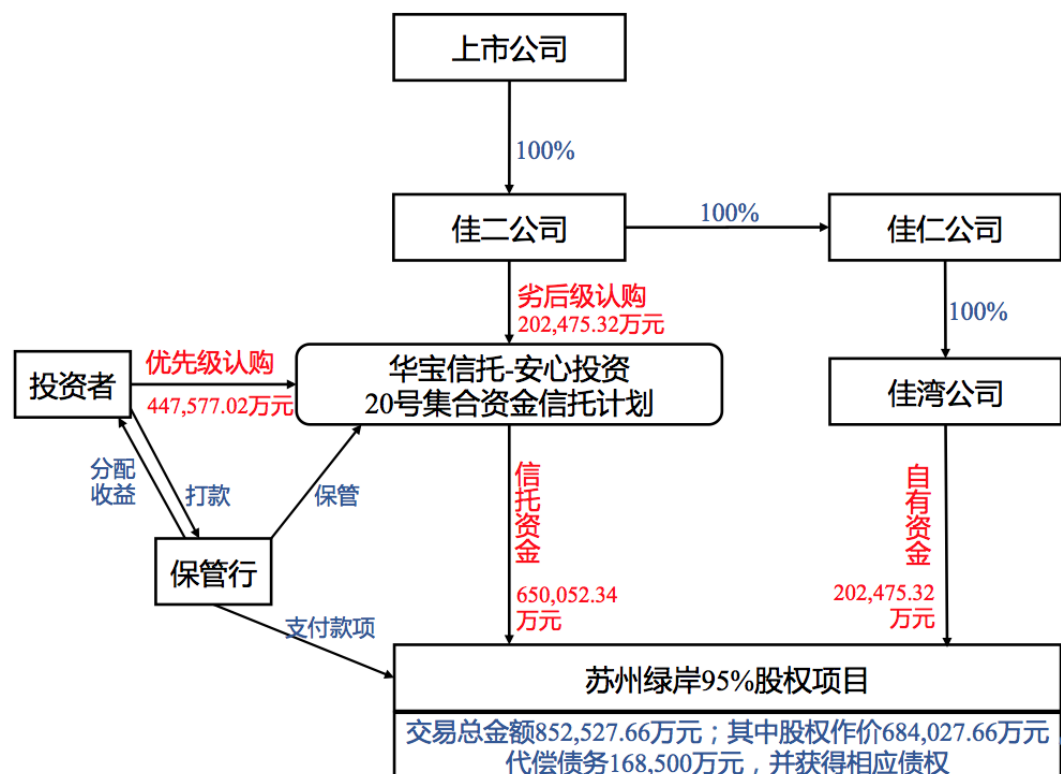 上市公司
100%
佳二公司
100%
佳仁公司
劣后级认购
202,475.32万元
100%
投资者
优先级认购
447,577.02万元
华宝信托-安心投资
20号集合资金信托计划
佳湾公司
分配
收益
打款
保管
保管行
支付款项
信托资金
650,052.34
万元
自有资金
202,475.32
万元
苏州绿岸95%股权项目
交易总金额852,527.66万元；其中股权作价684,027.66万元，
代偿债务168,500万元，并获得相应债权